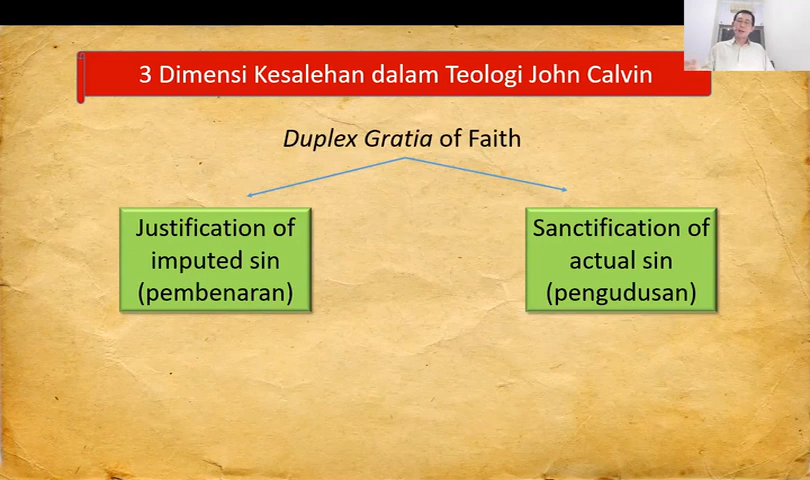 3 Dimensi Kesalehan dalam Teologi John Calvin
Duplex Gratia of Faith
Justification of
imputed sin
(pembenaran)
Sanctification of
actual sin
(pengudusan)